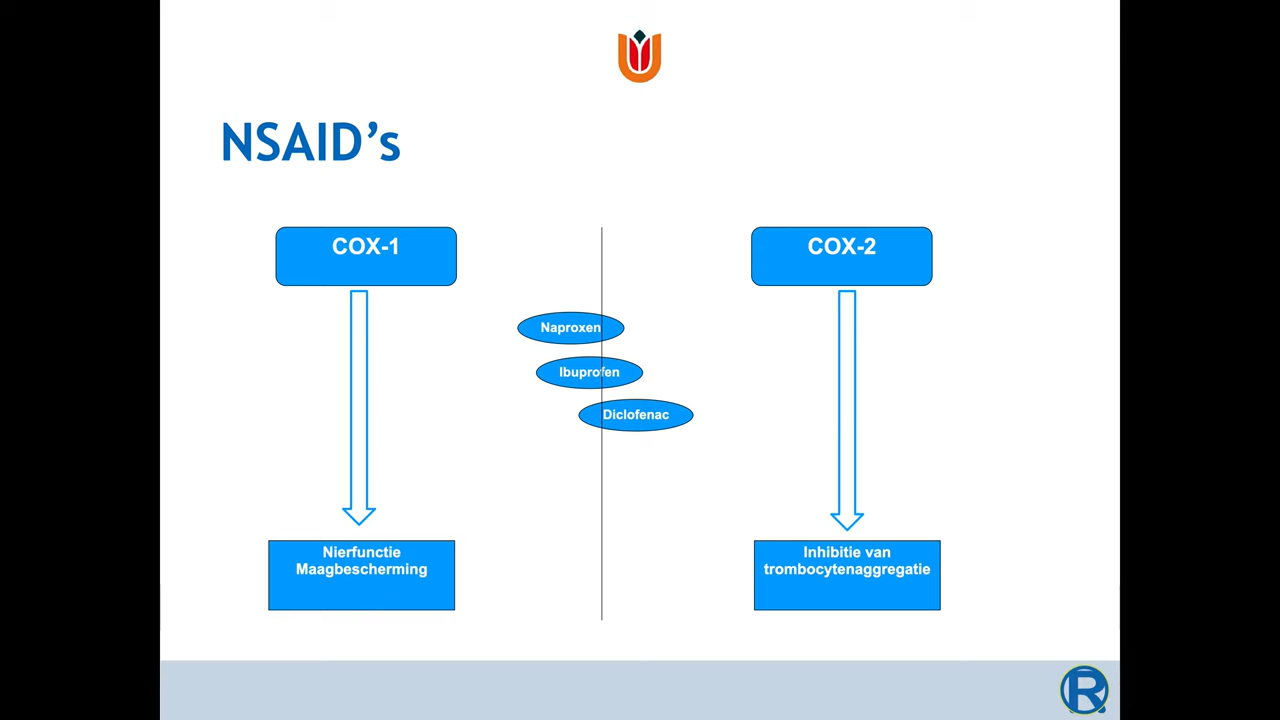 NSAID's
COX-1
COX-2
Naproxen
Ibuprofen
Diclofenac
Nierfunctie
Maagbescherming
Inhibitie van
trombocytenaggregatie
R